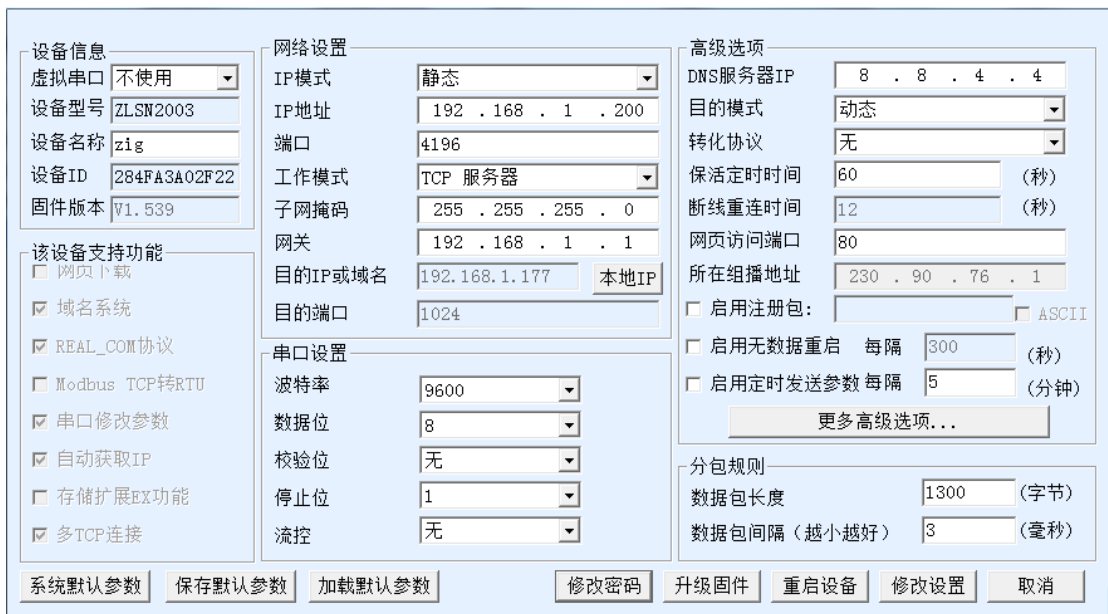 设备信息
虚拟串口 不使用
设备型号 ZLSN2003
设备名称 zig
设备ID 284FA3A02F22
固件版本 V1.539
该设备支持功能
网页下载
域名系统
REAL_COM协议
Modbus TCP转RTU
串口修改参数
自动获取IP
存储扩展EX功能
多TCP连接
网络设置
IP模式 静态
IP地址 192 . 168 . 1 . 200
端口 4196
工作模式 TCP 服务器
子网掩码 255 . 255 . 255 . 0
网关 192 . 168 . 1 . 1
目的IP或域名 192.168.1.177 本地IP
目的端口 1024
串口设置
波特率 9600
数据位 8
校验位 无
停止位 1
流控 无
高级选项
DNS服务器IP 8 . 8 . 4 . 4
目的模式 动态
转化协议 无
保活定时时间 60 (秒)
断线重连时间 12 (秒)
网页访问端口 80
所在组播地址 230 . 90 . 76 . 1
启用注册包: ASCII
启用无数据重启 每隔 300 (秒)
启用定时发送参数 每隔 5 (分钟)
更多高级选项...
分包规则
数据包长度 1300 (字节)
数据包间隔（越小越好） 3 (毫秒)
系统默认参数 保存默认参数 加载默认参数 修改密码 升级固件 重启设备 修改设置 取消